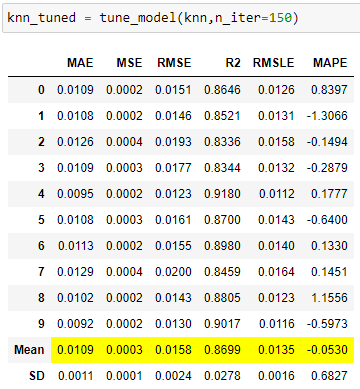 knn_tuned = tune_model(knn,n_iter=150)
MAE MSE RMSE R2 RMSLE MAPE
0 0.0109 0.0002 0.0151 0.8646 0.0126 0.8397
1 0.0108 0.0002 0.0146 0.8521 0.0131 -1.3066
2 0.0126 0.0004 0.0193 0.8336 0.0158 -0.1494
3 0.0109 0.0003 0.0177 0.8344 0.0132 -0.2879
4 0.0095 0.0002 0.0123 0.9180 0.0112 0.1777
5 0.0108 0.0003 0.0161 0.8700 0.0143 -0.6400
6 0.0113 0.0002 0.0155 0.8980 0.0140 0.1330
7 0.0129 0.0004 0.0200 0.8459 0.0164 0.1451
8 0.0102 0.0002 0.0143 0.8805 0.0123 1.1556
9 0.0092 0.0002 0.0130 0.9017 0.0116 -0.5973
Mean 0.0109 0.0003 0.0158 0.8699 0.0135 -0.0530
SD 0.0011 0.0001 0.0024 0.0278 0.0016 0.6827